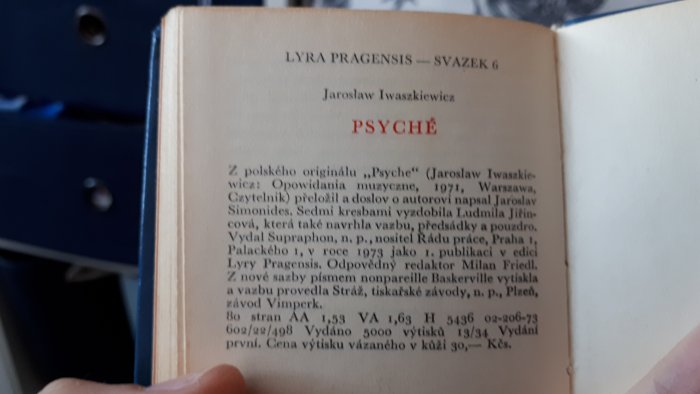 LYRA PRAGENSIS — SVAZEK 6
Jaroslaw Iwaszkiewicz
PSYCHÉ
Z polského originálu „Psyche“ (Jaroslaw Iwaszkie-
wicz: Opowidania muzyczne, 1971, Warszawa,
Czytelnik) přeložil a doslov o autorovi napsal Jaroslav
Simonides. Sedmi kresbami vyzdobila Ludmila Jiřin-
cová, která také navrhla vazbu, předsádky a pouzdro.
Vydal Supraphon, n. p., nositel Řádu práce, Praha 1,
Palackého 1, v roce 1973 jako 1. publikaci v edici
Lyry Pragensis. Odpovědný redaktor Milan Friedl.
Z nové sazby písmem nonpareille Baskerville vytiskla
a vazbu provedla Stráž, tiskařské závody, n. p., Plzeň,
závod Vimperk.
80 stran AA 1,53 VA 1,63 H 5436 02-206-73
602/22/498 Vydáno 5000 výtisků 13/34 Vydání
první. Cena výtisku vázaného v kůži 30,— Kčs.